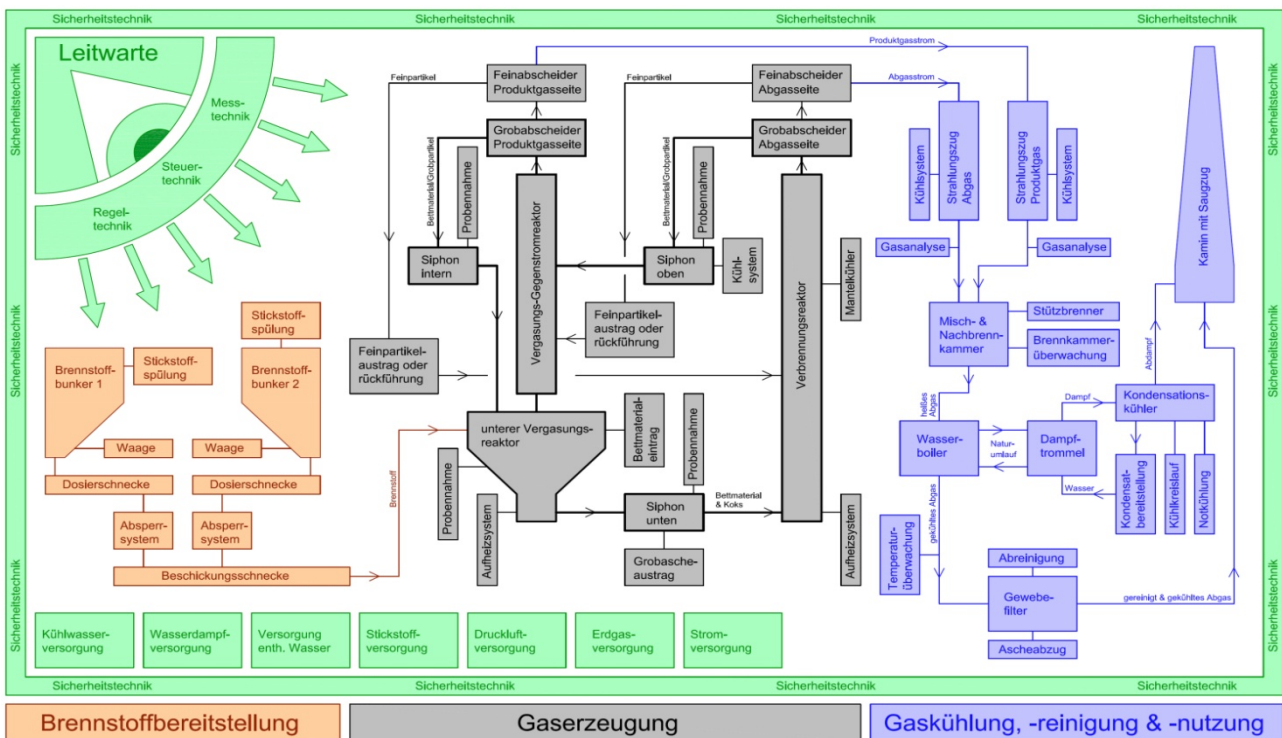 Sicherheitstechnik
Sicherheitstechnik
Sicherheitstechnik
Sicherheitstechnik
Sicherheitstechnik
Sicherheitstechnik
Sicherheitstechnik
Sicherheitstechnik
Sicherheitstechnik
Sicherheitstechnik
Leitwarte
Mess-
technik
Steuer-
technik
Regel-
technik
Stickstoff-
spülung
Brennstoff-
bunker 1
Stickstoff-
spülung
Brennstoff-
bunker 2
Waage
Waage
Dosierschnecke
Dosierschnecke
Absperr-
system
Absperr-
system
Beschickungsschnecke
Brennstoff
Feinpartikel
Feinabscheider
Produktgasseite
Grobabscheider
Produktgasseite
Bettmaterial/Grobpartikel
Probennahme
Siphon
intern
Vergasungs-Gegenstromreaktor
Feinpartikel-
austrag oder
rückführung
Feinpartikel
Feinabscheider
Abgasseite
Grobabscheider
Abgasseite
Bettmaterial/Grobpartikel
Probennahme
Siphon
oben
Kühl-
system
Feinpartikel-
austrag oder
rückführung
Verbrennungsreaktor
Mantelkühler
unterer Vergasungs-
reaktor
Bettmaterial-
eintrag
Probennahme
Probennahme
Aufheizsystem
Siphon
unten
Bettmaterial
& Koks
Grobasche-
austrag
Aufheizsystem
Produktgasstrom
Abgasstrom
Kühlsystem
Strahlungszug
Abgas
Strahlungszug
Produktgas
Kühlsystem
Gasanalyse
Gasanalyse
Misch- &
Nachbrenn-
kammer
Stützbrenner
Brennkammer-
überwachung
Kamin mit Saugzug
Abdampf
heißes
Abgas
Wasser-
boiler
Natur-
umlauf
Dampf-
trommel
Dampf
Kondensations-
kühler
Wasser
Kondensat-
bereitstellung
Kühlkreislauf
Notkühlung
gekühltes Abgas
Temperatur-
überwachung
Abreinigung
Gewebe-
filter
Ascheabzug
gereinigt & gekühltes Abgas
Kühlwasser-
versorgung
Wasserdampf-
versorgung
Versorgung
enth. Wasser
Stickstoff-
versorgung
Druckluft-
versorgung
Erdgas-
versorgung
Strom-
versorgung
Sicherheitstechnik
Sicherheitstechnik
Sicherheitstechnik
Sicherheitstechnik
Brennstoffbereitstellung
Gaserzeugung
Gaskühlung, -reinigung & -nutzung